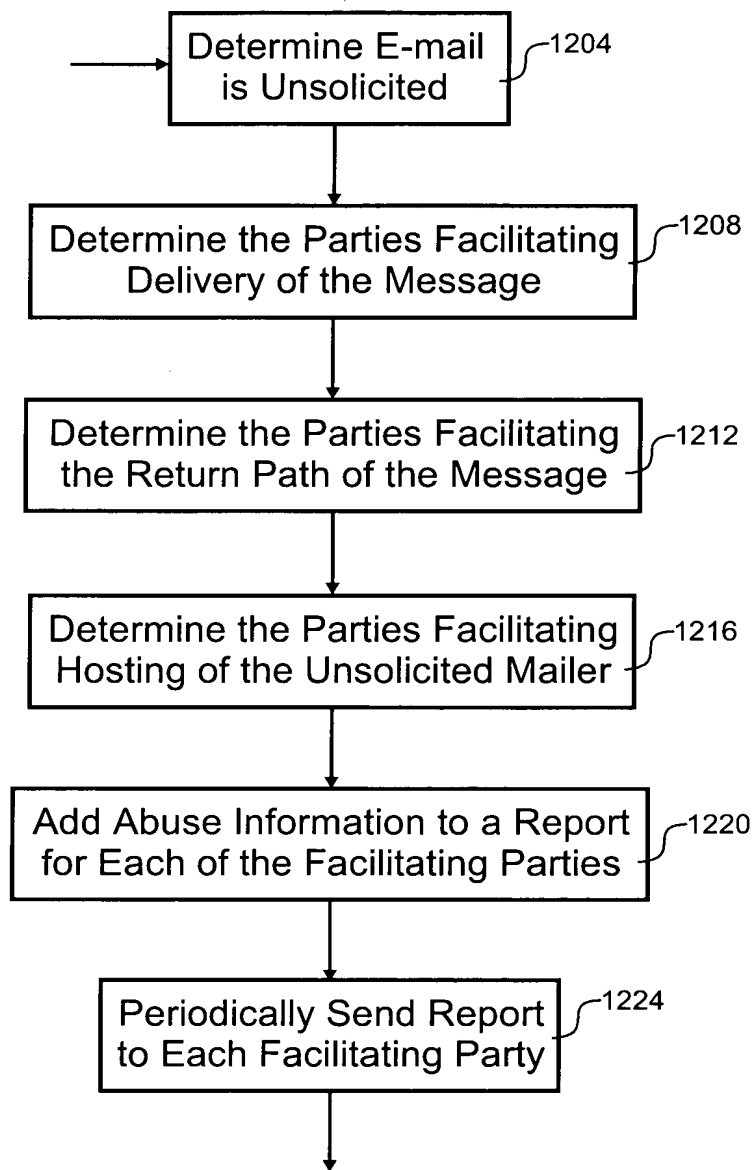 Determine E-mail
is Unsolicited
1204
Determine the Parties Facilitating
Delivery of the Message
1208
Determine the Parties Facilitating
the Return Path of the Message
1212
Determine the Parties Facilitating
Hosting of the Unsolicited Mailer
1216
Add Abuse Information to a Report
for Each of the Facilitating Parties
1220
Periodically Send Report
to Each Facilitating Party
1224